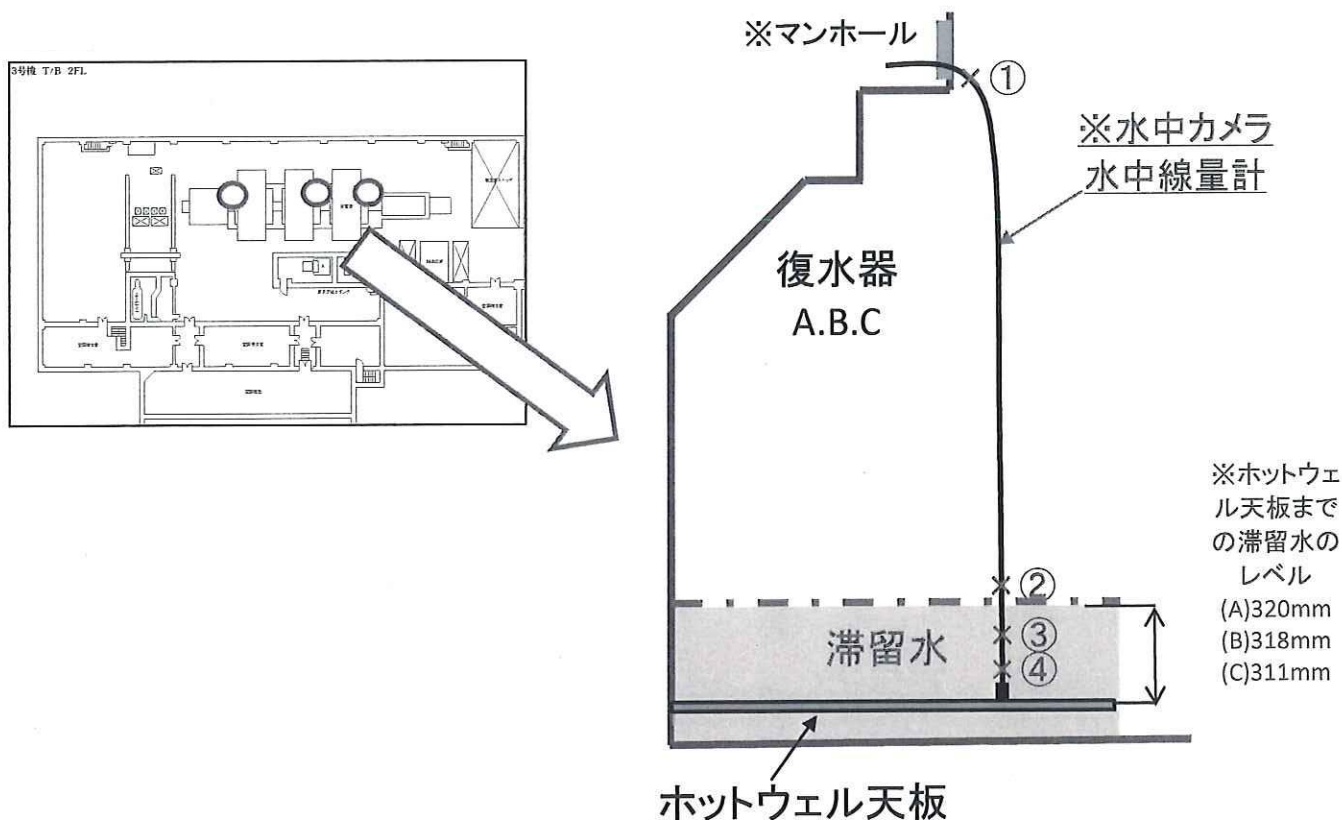 3号機 T/B 2FL
※マンホール
①
※水中カメラ
水中線量計
復水器
A.B.C
②
③
④
滞留水
※ホットウェ
ル天板まで
の滞留水の
レベル
(A)320mm
(B)318mm
(C)311mm
ホットウェル天板